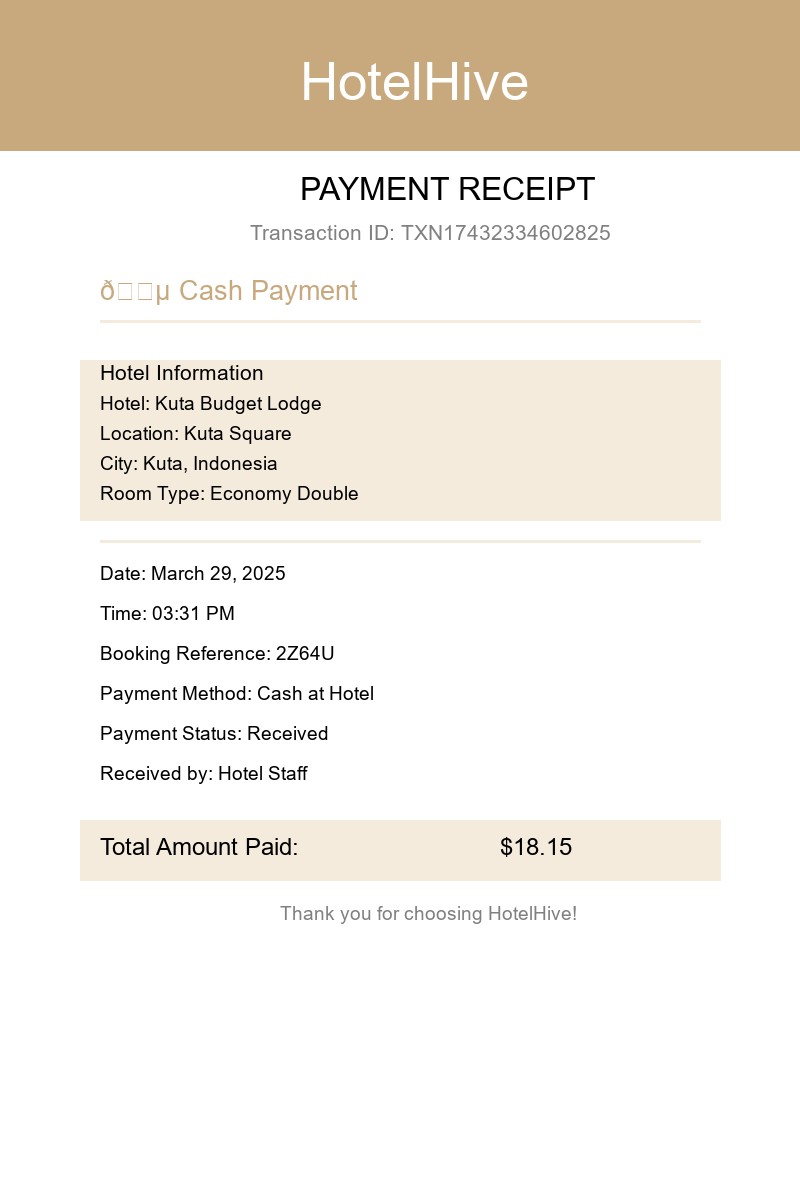 HotelHive
PAYMENT RECEIPT
Transaction ID: TXN17432334602825
ð□□µ Cash Payment
Hotel Information
Hotel: Kuta Budget Lodge
Location: Kuta Square
City: Kuta, Indonesia
Room Type: Economy Double
Date: March 29, 2025
Time: 03:31 PM
Booking Reference: 2Z64U
Payment Method: Cash at Hotel
Payment Status: Received
Received by: Hotel Staff
Total Amount Paid: $18.15
Thank you for choosing HotelHive!